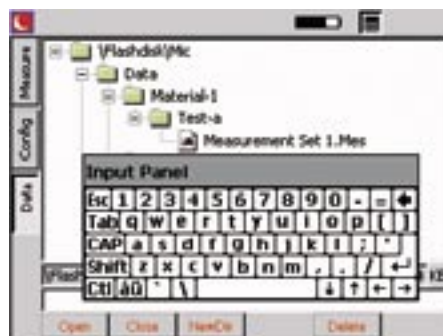 Measure
Config
Data
\Flashdisk\Mic
Data
Material-1
Test-a
Measurement Set 1.Mes
Input Panel
Esc 1 2 3 4 5 6 7 8 9 0 - =
Tab q w e r t y u i o p [ ]
CAP a s d f g h j k l ; '
Shift z x c v b n m , . /
Ctl áü ` \
\Flash
Open Close NewDir Delete